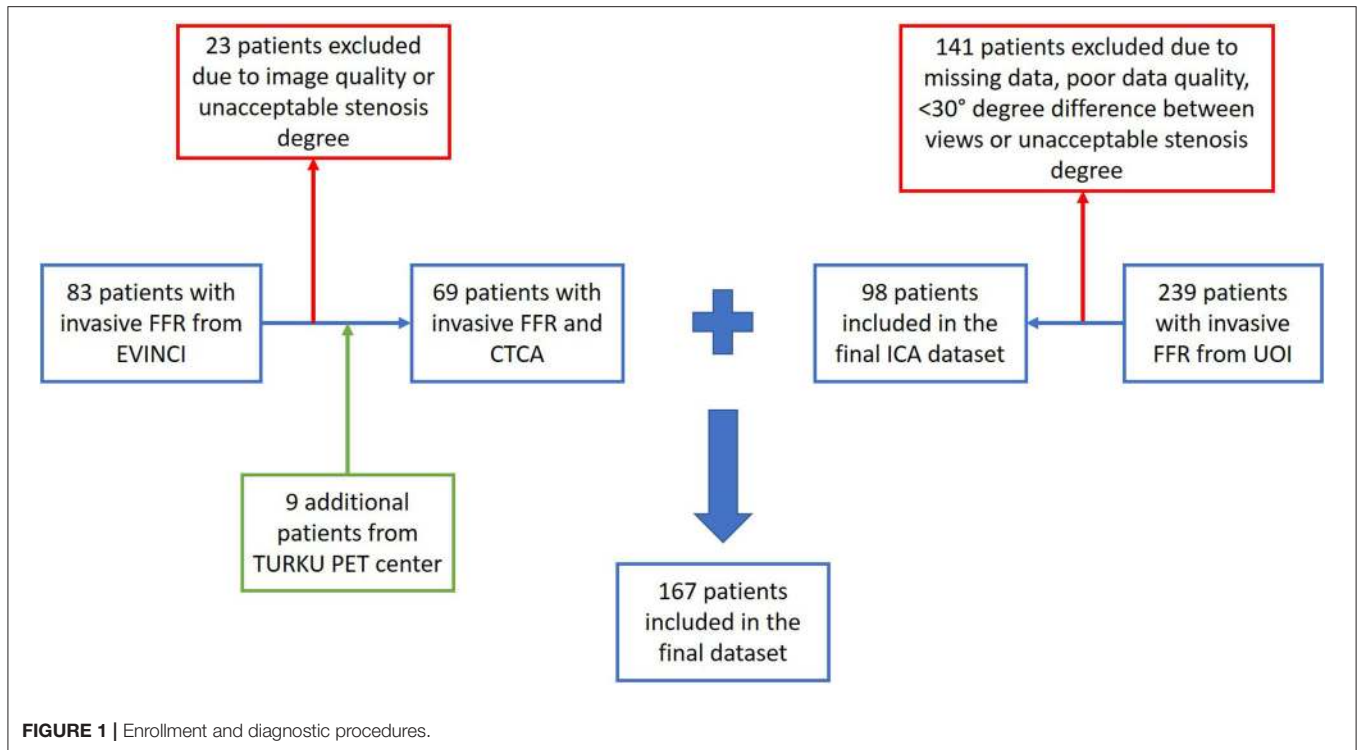 23 patients excluded
due to image quality or
unacceptable stenosis
degree
141 patients excluded due to
missing data, poor data quality,
<30° degree difference between
views or unacceptable stenosis
degree
83 patients with
invasive FFR from
EVINCI
69 patients with
invasive FFR and
CTCA
98 patients
included in the
final ICA dataset
239 patients
with invasive
FFR from UOI
9 additional
patients from
TURKU PET center
167 patients
included in the
final dataset
FIGURE 1 | Enrollment and diagnostic procedures.